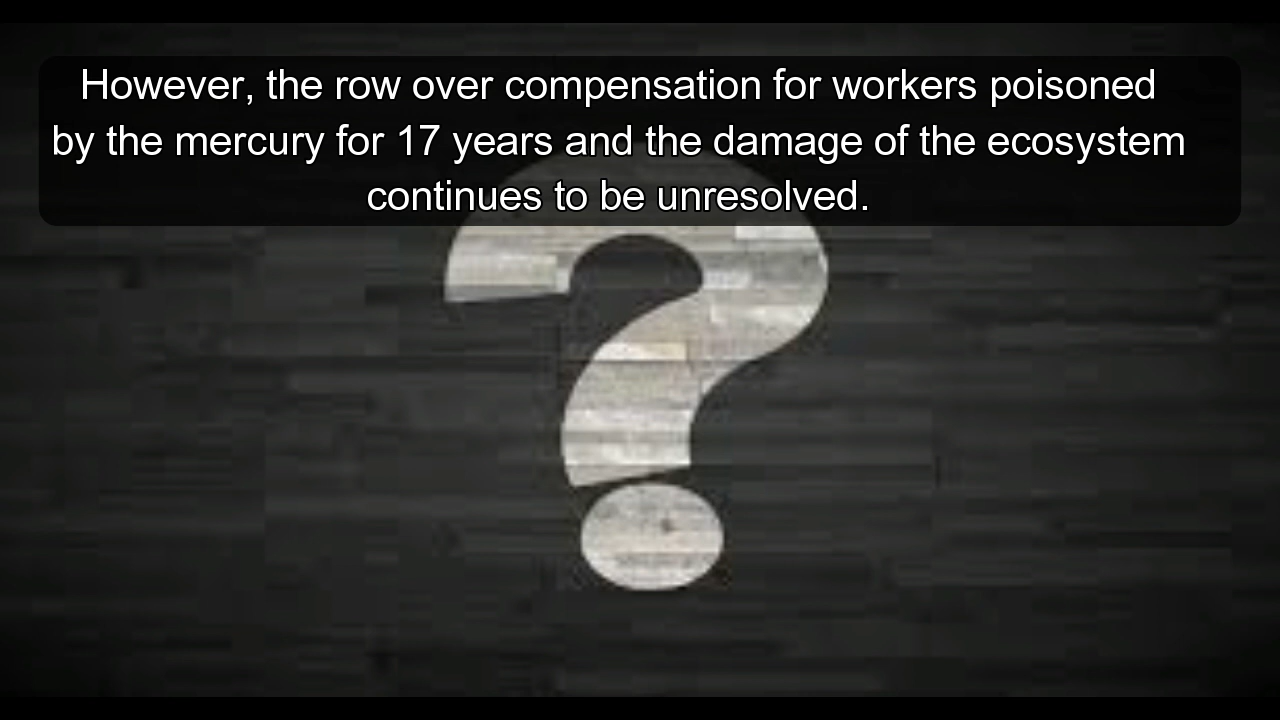 However, the row over compensation for workers poisoned
by the mercury for 17 years and the damage of the ecosystem
continues to be unresolved.